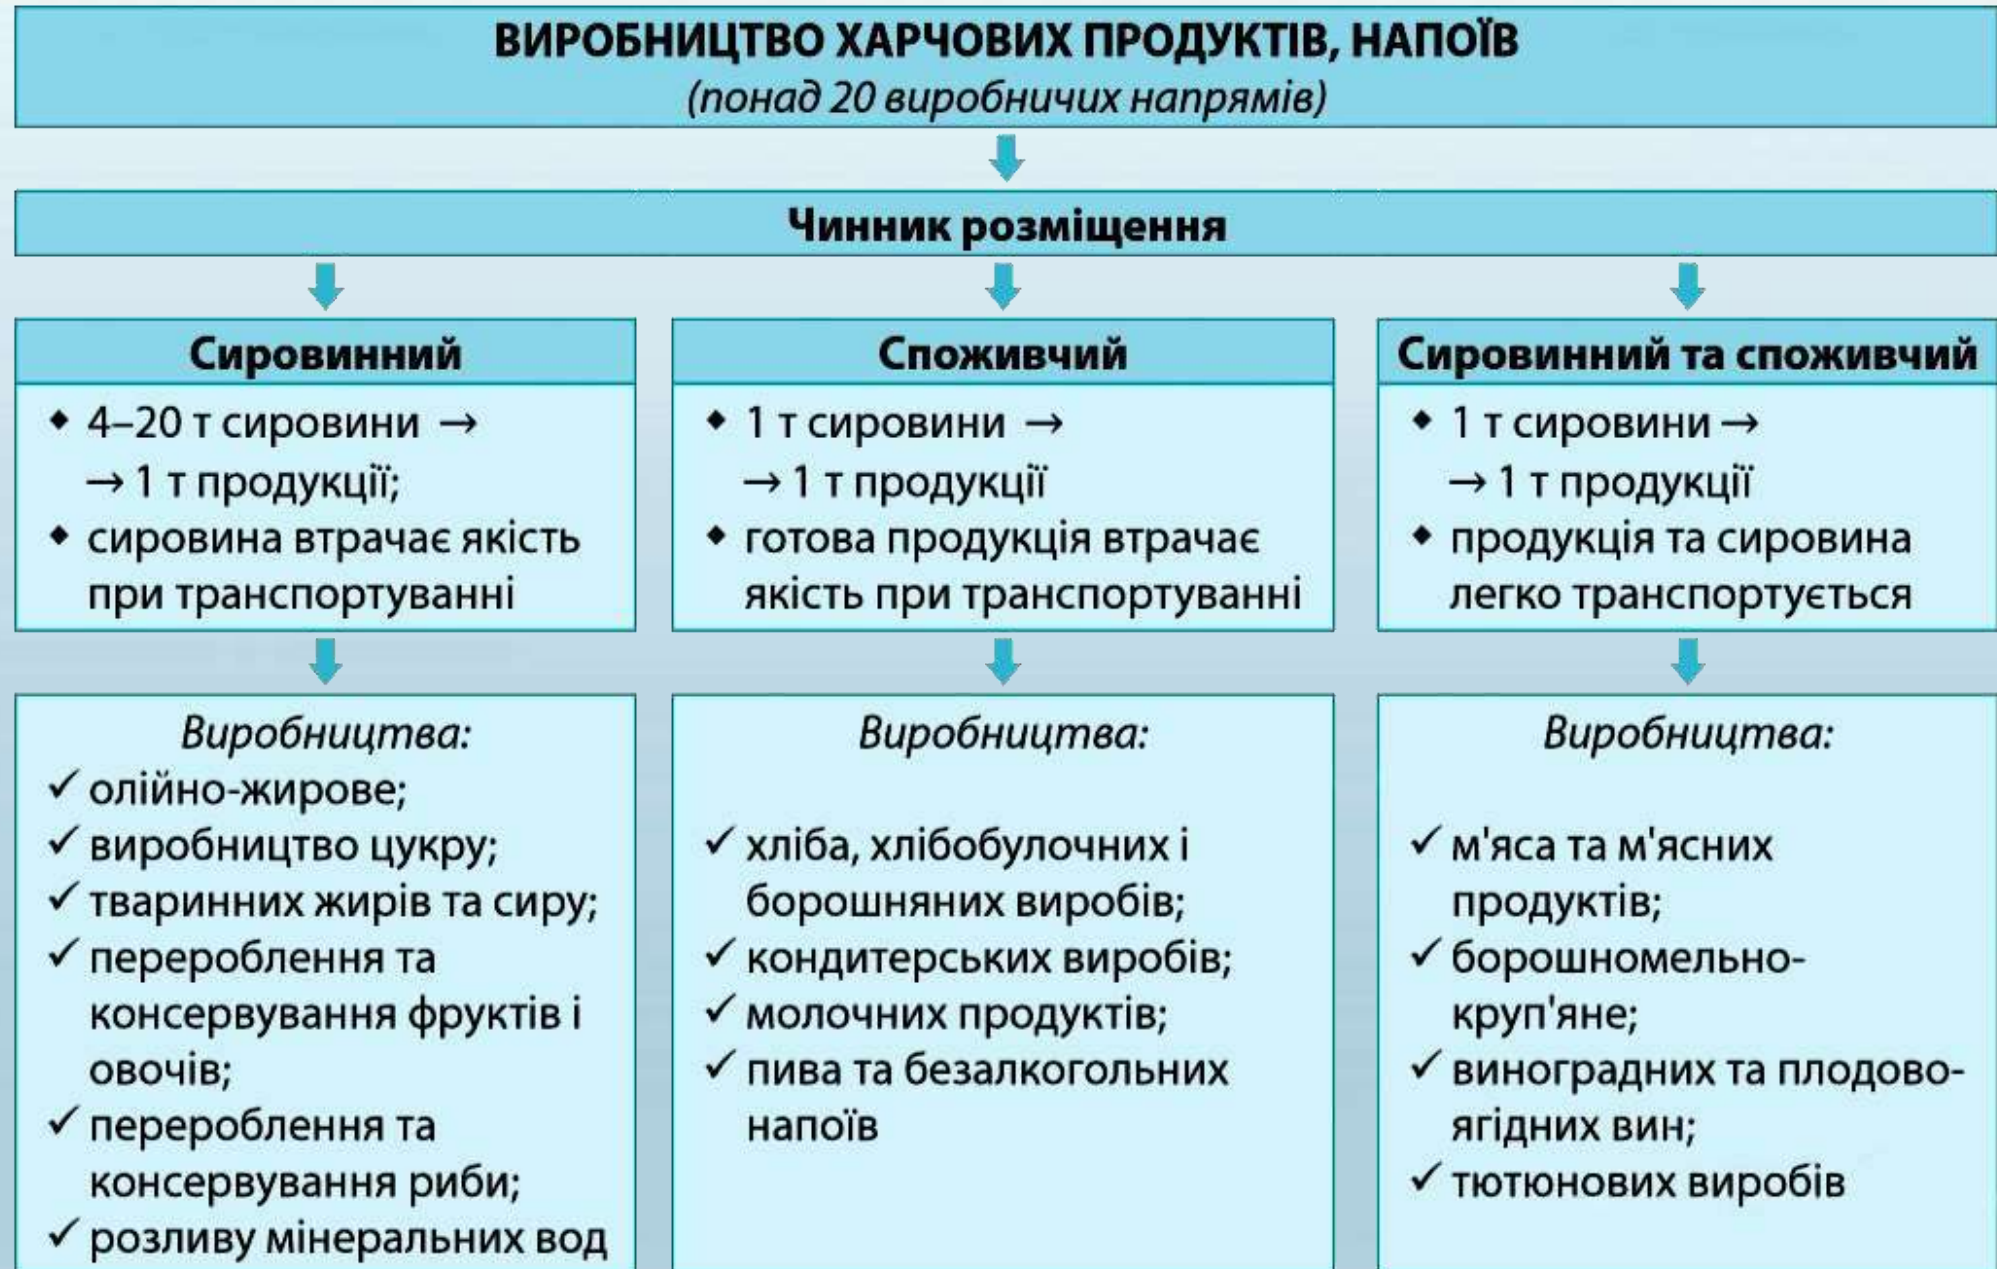 ВИРОБНИЦТВО ХАРЧОВИХ ПРОДУКТІВ, НАПОЇВ
(понад 20 виробничих напрямів)
Чинник розміщення
Сировинний
◆ 4–20 т сировини →
→ 1 т продукції;
◆ сировина втрачає якість
при транспортуванні
Виробництва:
✓ олійно-жирове;
✓ виробництво цукру;
✓ тваринних жирів та сиру;
✓ перероблення та
консервування фруктів і
овочів;
✓ перероблення та
консервування риби;
✓ розливу мінеральних вод
Споживчий
◆ 1 т сировини →
→ 1 т продукції
◆ готова продукція втрачає
якість при транспортуванні
Виробництва:
✓ хліба, хлібобулочних і
борошняних виробів;
✓ кондитерських виробів;
✓ молочних продуктів;
✓ пива та безалкогольних
напоїв
Сировинний та споживчий
◆ 1 т сировини →
→ 1 т продукції
◆ продукція та сировина
легко транспортується
Виробництва:
✓ м'яса та м'ясних
продуктів;
✓ борошномельно-
круп'яне;
✓ виноградних та плодово-
ягідних вин;
✓ тютюнових виробів